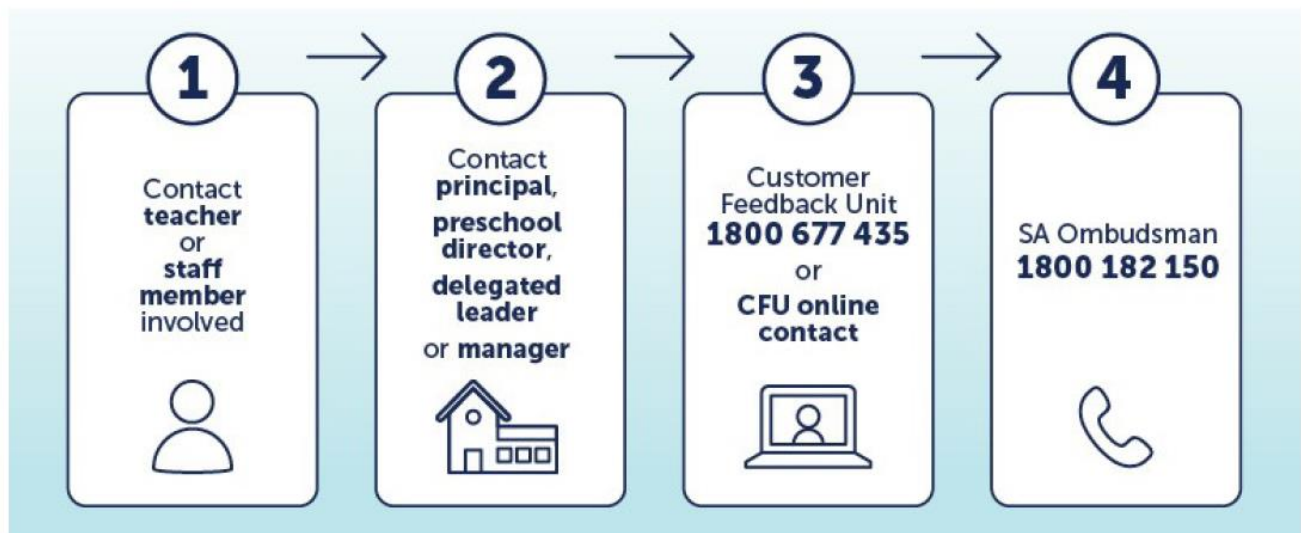 1
Contact
teacher
or
staff
member
involved
2
Contact
principal,
preschool
director,
delegated
leader
or manager
3
Customer
Feedback Unit
1800 677 435
or
CFU online
contact
4
SA Ombudsman
1800 182 150